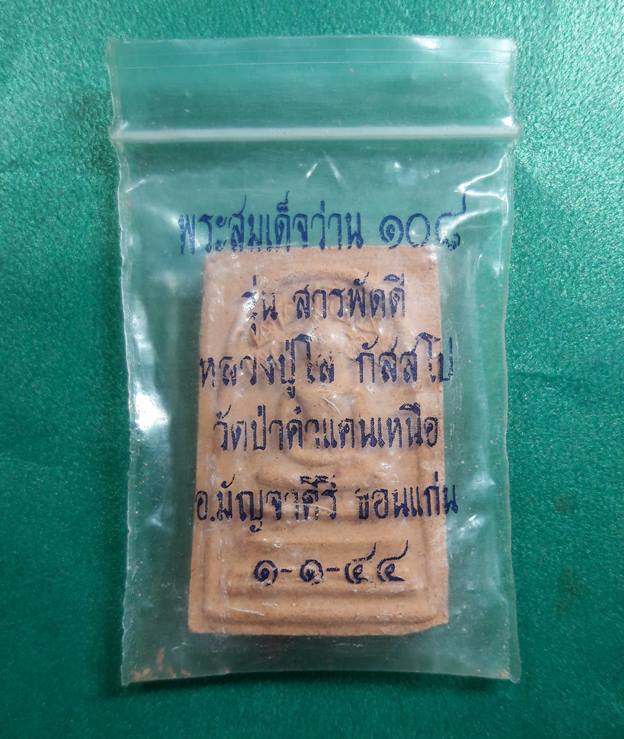 พระสมเด็จว่าน ๑๐๘
รุ่น สารพัดดี
หลวงปู่โส กัสสโป
วัดป่าคำแคนเหนือ
อ.มัญจาคีรี ขอนแก่น
๑-๑-๔๔